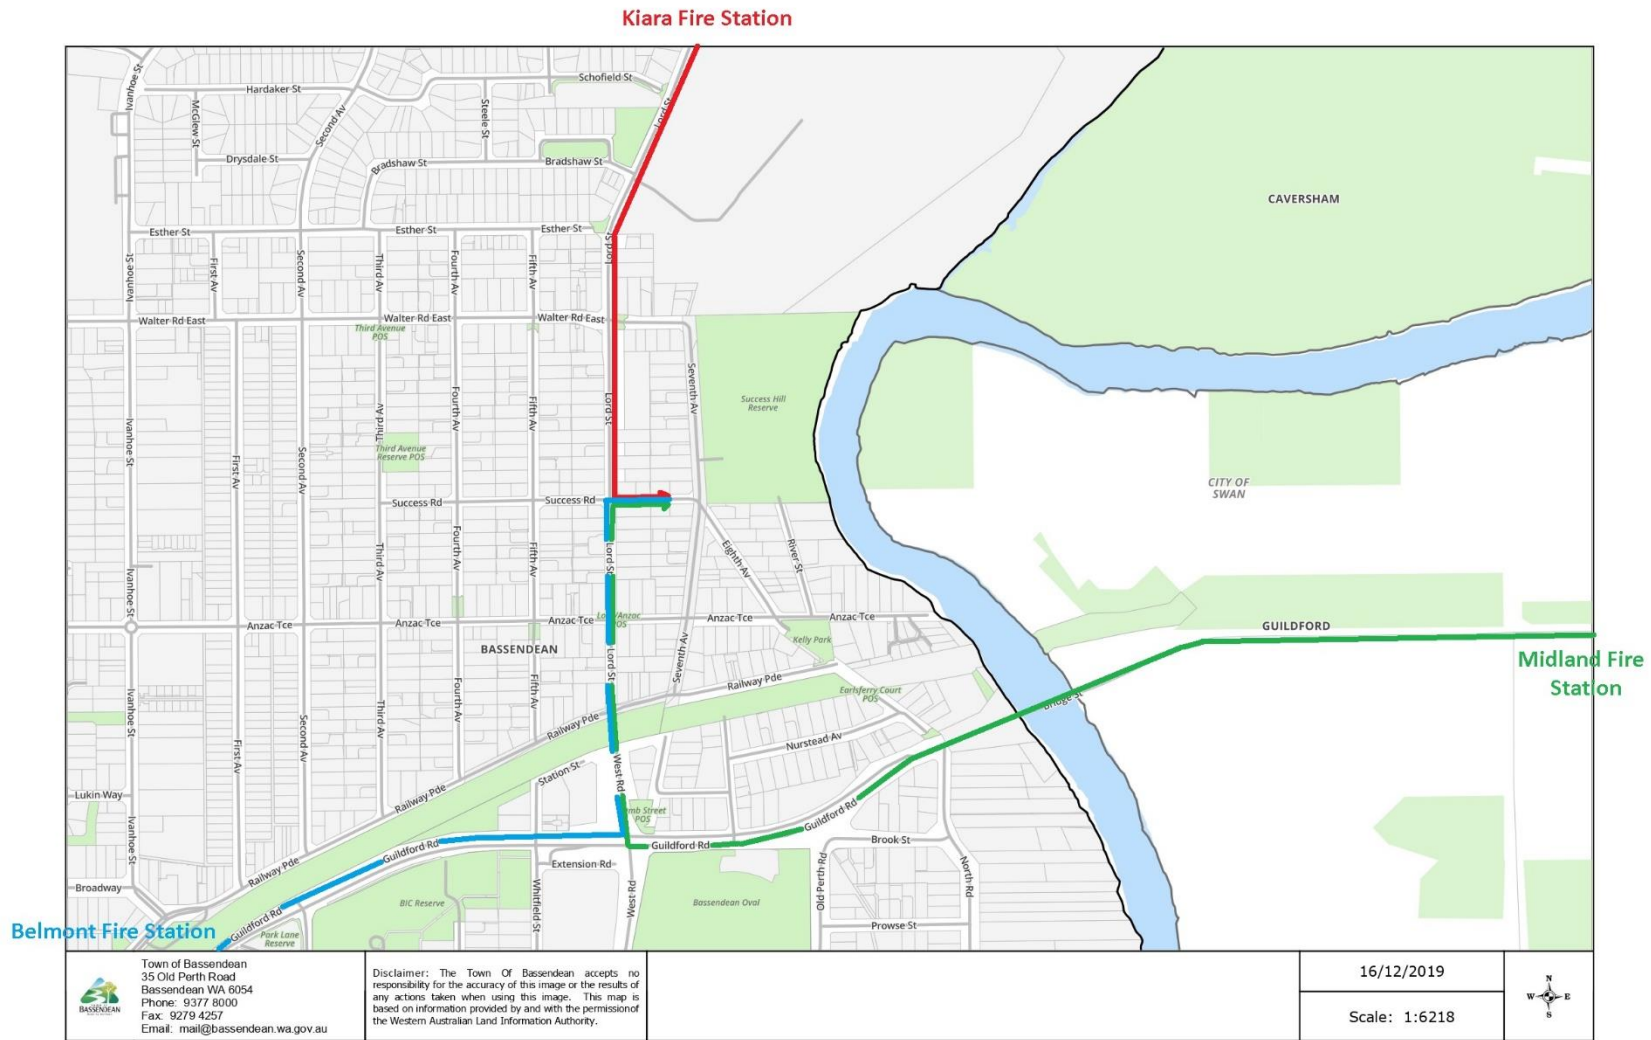 Kiara Fire Station
Schofield St
Hardaker St
Ivanhoe St
McGlew St
Second Av
Steele St
Lord St
Drysdale St
Bradshaw St
Bradshaw St
CAVERSHAM
Esther St
Esther St
Esther St
Lord St
Ivanhoe St
First Av
Second Av
Third Av
Fourth Av
Fifth Av
Walter Rd East
Walter Rd East
Walter Rd East
Third Avenue
POS
Seventh Av
Success Hill
Reserve
Ivanhoe St
First Av
Second Av
Third Av
Fourth Av
Fifth Av
Lord St
Third Avenue
Reserve POS
CITY OF
SWAN
Success Rd
Success Rd
Eighth Av
River St
Ivanhoe St
Third Av
Fourth Av
Fifth Av
Lord St
Anzac Tce
Anzac Tce
Anzac Tce
Anzac Tce
POS
Kelly Park
GUILDFORD
BASSENDEAN
Lord St
Seventh Av
Midland Fire
Station
Railway Pde
Earlsferry Court
POS
Bridge St
Ivanhoe St
First Av
Second Av
Third Av
Fourth Av
Fifth Av
Railway Pde
Nurstead Av
Station St
West Rd
Lukin Way
Railway Pde
Street
POS
Guildford Rd
Ivanhoe St
Guildford Rd
Guildford Rd
Brook St
Railway Pde
Extension Rd
Broadway
Whitfield St
West Rd
Old Perth Rd
North Rd
BIC Reserve
Bassendean Oval
Guildford Rd
Belmont Fire Station
Park Lane
Reserve
Prowse St
BASSENDEAN
Town of Bassendean
35 Old Perth Road
Bassendean WA 6054
Phone: 9377 8000
Fax: 9279 4257
Email: mail@bassendean.wa.gov.au
Disclaimer: The Town Of Bassendean accepts no
responsibility for the accuracy of this image or the results of
any actions taken when using this image. This map is
based on information provided by and with the permissionof
the Western Australian Land Information Authority.
16/12/2019
Scale: 1:6218
N
W E
S